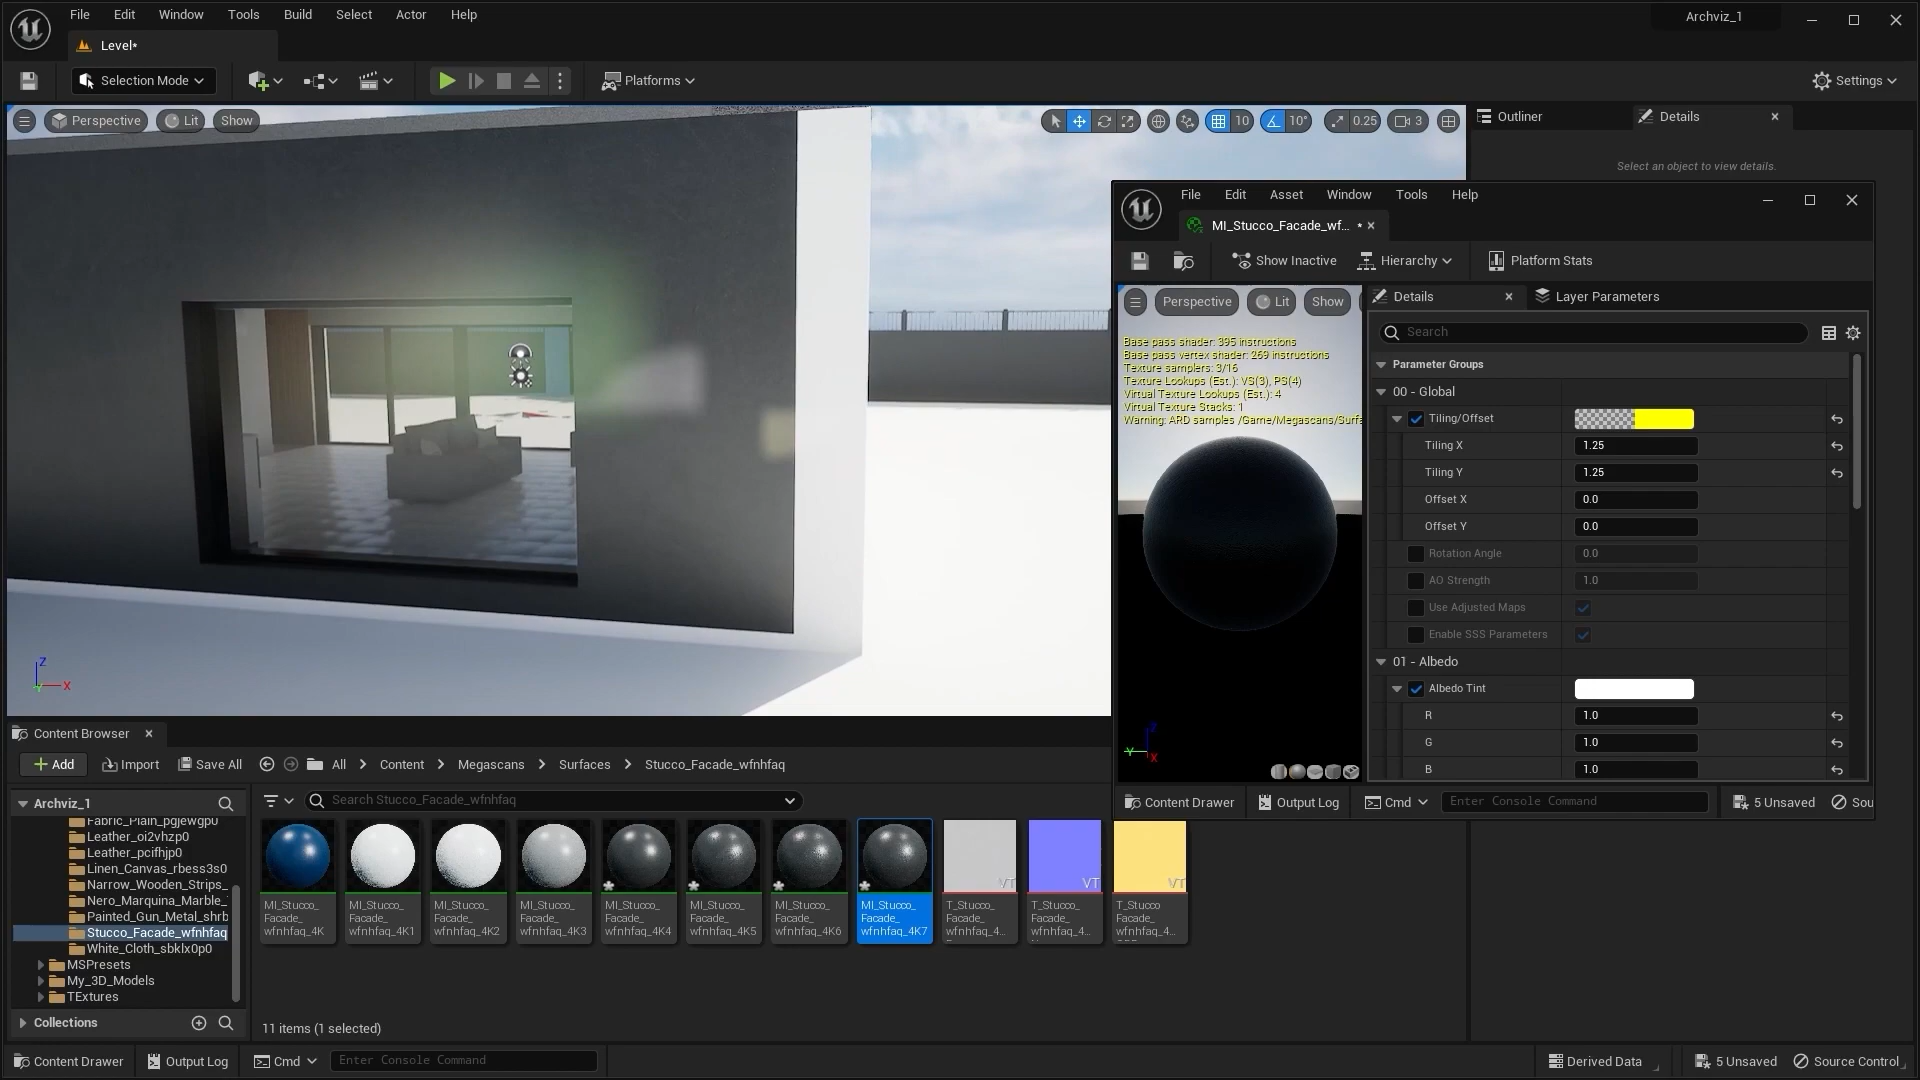 File Edit Window Tools Build Select Actor Help
Archviz_1
Level*
Selection Mode
Platforms
Settings
Perspective Lit Show
10 10° 0.25 3
Outliner
Details
Select an object to view details.
File Edit Asset Window Tools Help
MI_Stucco_Facade_wf... *
Show Inactive Hierarchy Platform Stats
Perspective Lit Show
Base pass shader: 395 instructions
Base pass vertex shader: 269 instructions
Texture samplers: 3/16
Texture Lookups (Est.): VS(3), PS(4)
Virtual Texture Lookups (Est.): 4
Virtual Texture Stacks: 1
Warning: ARD samples /Game/Megascans/Surfa
Z
Y
X
Details
Layer Parameters
Search
Parameter Groups
00 - Global
Tiling/Offset
Tiling X 1.25
Tiling Y 1.25
Offset X 0.0
Offset Y 0.0
Rotation Angle 0.0
AO Strength 1.0
Use Adjusted Maps
Enable SSS Parameters
01 - Albedo
Albedo Tint
R 1.0
G 1.0
B 1.0
Content Drawer Output Log Cmd Enter Console Command 5 Unsaved Sou
Z
Y
X
Content Browser
Add Import Save All All Content Megascans Surfaces Stucco_Facade_wfnhfaq
Archviz_1
Search Stucco_Facade_wfnhfaq
Fabric_Plain_pgjewgp0
Leather_oi2vhzp0
Leather_pcifhjp0
Linen_Canvas_rbess3s0
Narrow_Wooden_Strips_
Nero_Marquina_Marble_
Painted_Gun_Metal_shrb
Stucco_Facade_wfnhfaq
White_Cloth_sbklx0p0
MSPresets
My_3D_Models
TExtures
Collections
MI_Stucco_
Facade_
wfnhfaq_4K
MI_Stucco_
Facade_
wfnhfaq_4K1
MI_Stucco_
Facade_
wfnhfaq_4K2
MI_Stucco_
Facade_
wfnhfaq_4K3
MI_Stucco_
Facade_
wfnhfaq_4K4
MI_Stucco_
Facade_
wfnhfaq_4K5
MI_Stucco_
Facade_
wfnhfaq_4K6
MI_Stucco_
Facade_
wfnhfaq_4K7
VT
T_Stucco_
Facade_
wfnhfaq_4...
VT
T_Stucco_
Facade_
wfnhfaq_4...
VT
T_Stucco
Facade_
wfnhfaq_4...
11 items (1 selected)
Content Drawer Output Log Cmd Enter Console Command
Derived Data 5 Unsaved Source Control